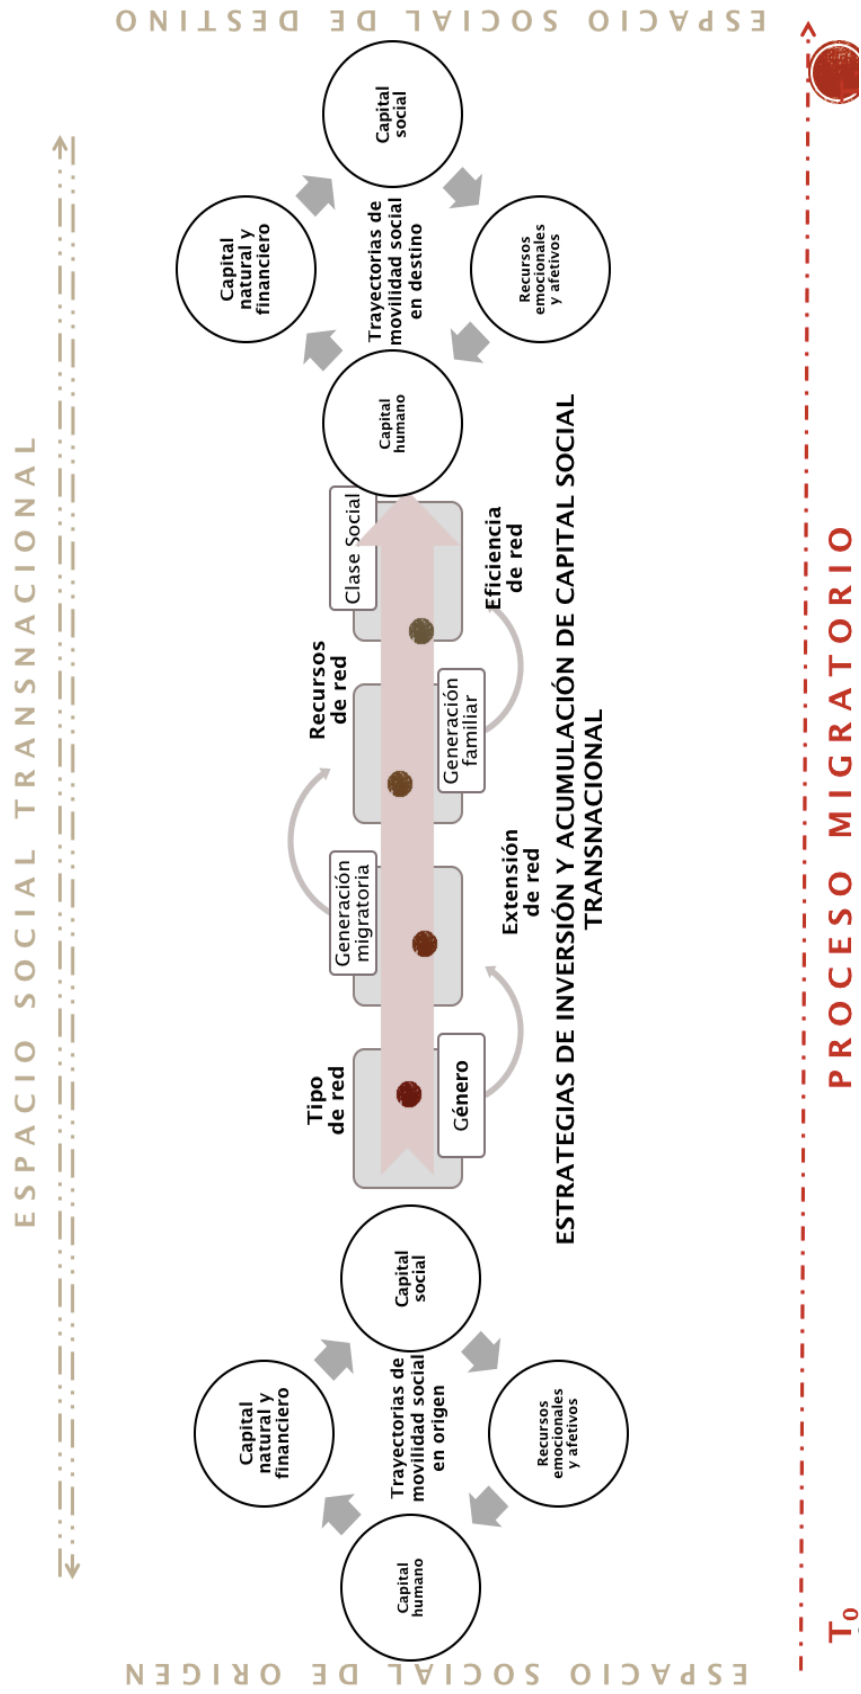 ESPACIO SOCIAL TRANSNACIONAL
ESPACIO SOCIAL DE ORIGEN
Capital
natural y
financiero
Capital
humano
Trayectorias de
movilidad social
en origen
Capital
social
Recursos
emocionales
y afetivos
Tipo
de red
Género
Generación
migratoria
Extensión
de red
Recursos
de red
Generación
familiar
Clase Social
Eficiencia
de red
ESTRATEGIAS DE INVERSIÓN Y ACUMULACIÓN DE CAPITAL SOCIAL
TRANSNACIONAL
Capital
natural y
financiero
Capital
humano
Trayectorias de
movilidad social
en destino
Capital
social
Recursos
emocionales
y afetivos
ESPACIO SOCIAL DE DESTINO
T0
PROCESO MIGRATORIO